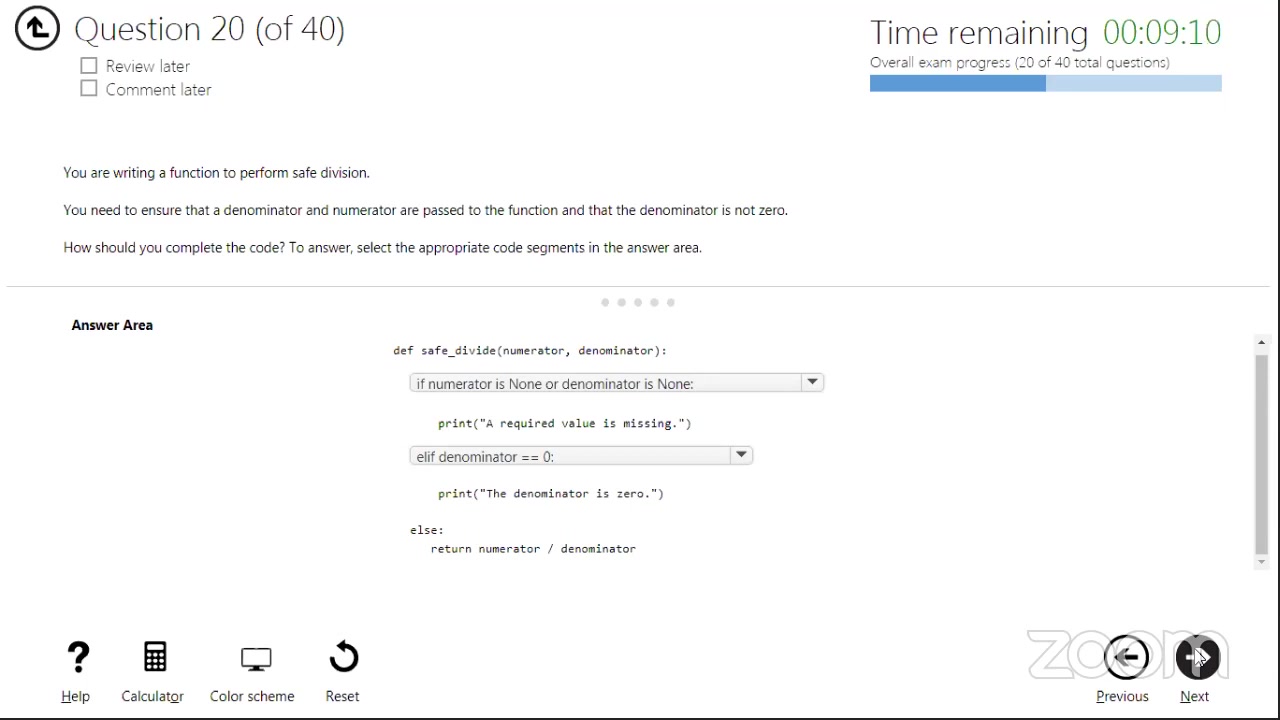 Question 20 (of 40)
Review later
Comment later
Time remaining 00:09:10
Overall exam progress (20 of 40 total questions)
You are writing a function to perform safe division.
You need to ensure that a denominator and numerator are passed to the function and that the denominator is not zero.
How should you complete the code? To answer, select the appropriate code segments in the answer area.
Answer Area
def safe_divide(numerator, denominator):
if numerator is None or denominator is None:
print("A required value is missing.")
elif denominator == 0:
print("The denominator is zero.")
else:
return numerator / denominator
zoom
Help
Calculator
Color scheme
Reset
Previous
Next